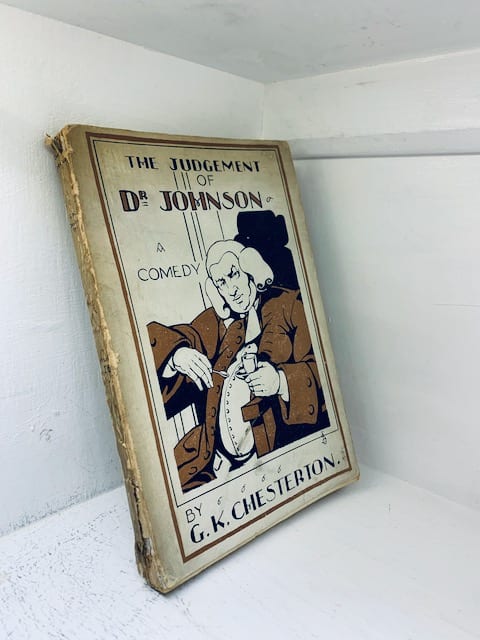 THE JUDGEMENT
OF
DR JOHNSON
A
COMEDY
BY
G. K. CHESTERTON.